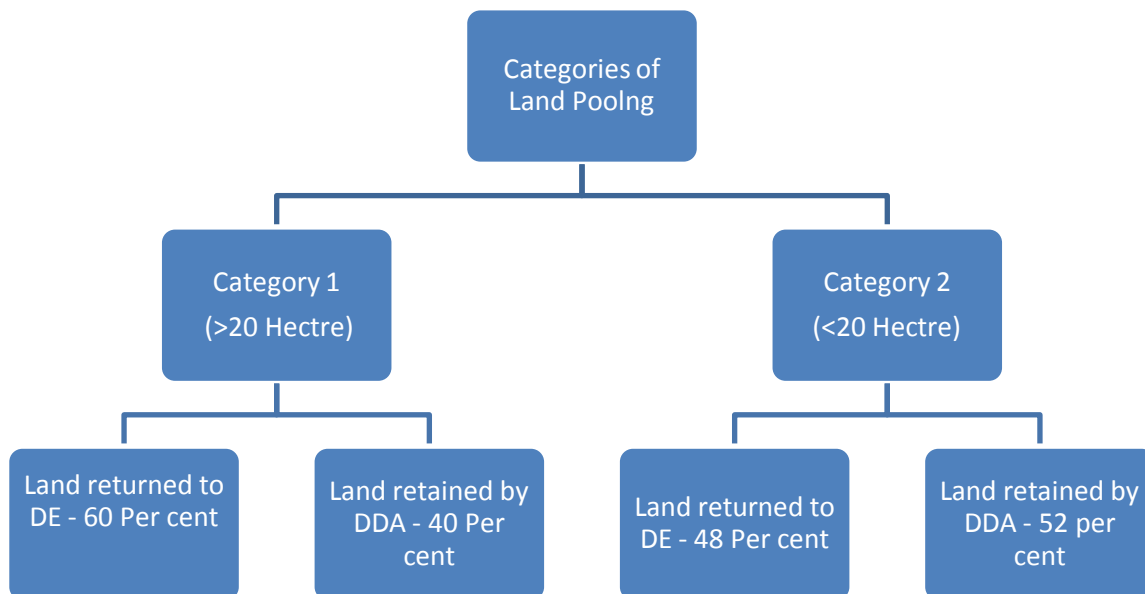 Categories of
Land Poolng
Category 1
(>20 Hectre)
Category 2
(<20 Hectre)
Land returned to
DE - 60 Per cent
Land retained by
DDA - 40 Per
cent
Land returned to
DE - 48 Per cent
Land retained by
DDA - 52 per
cent